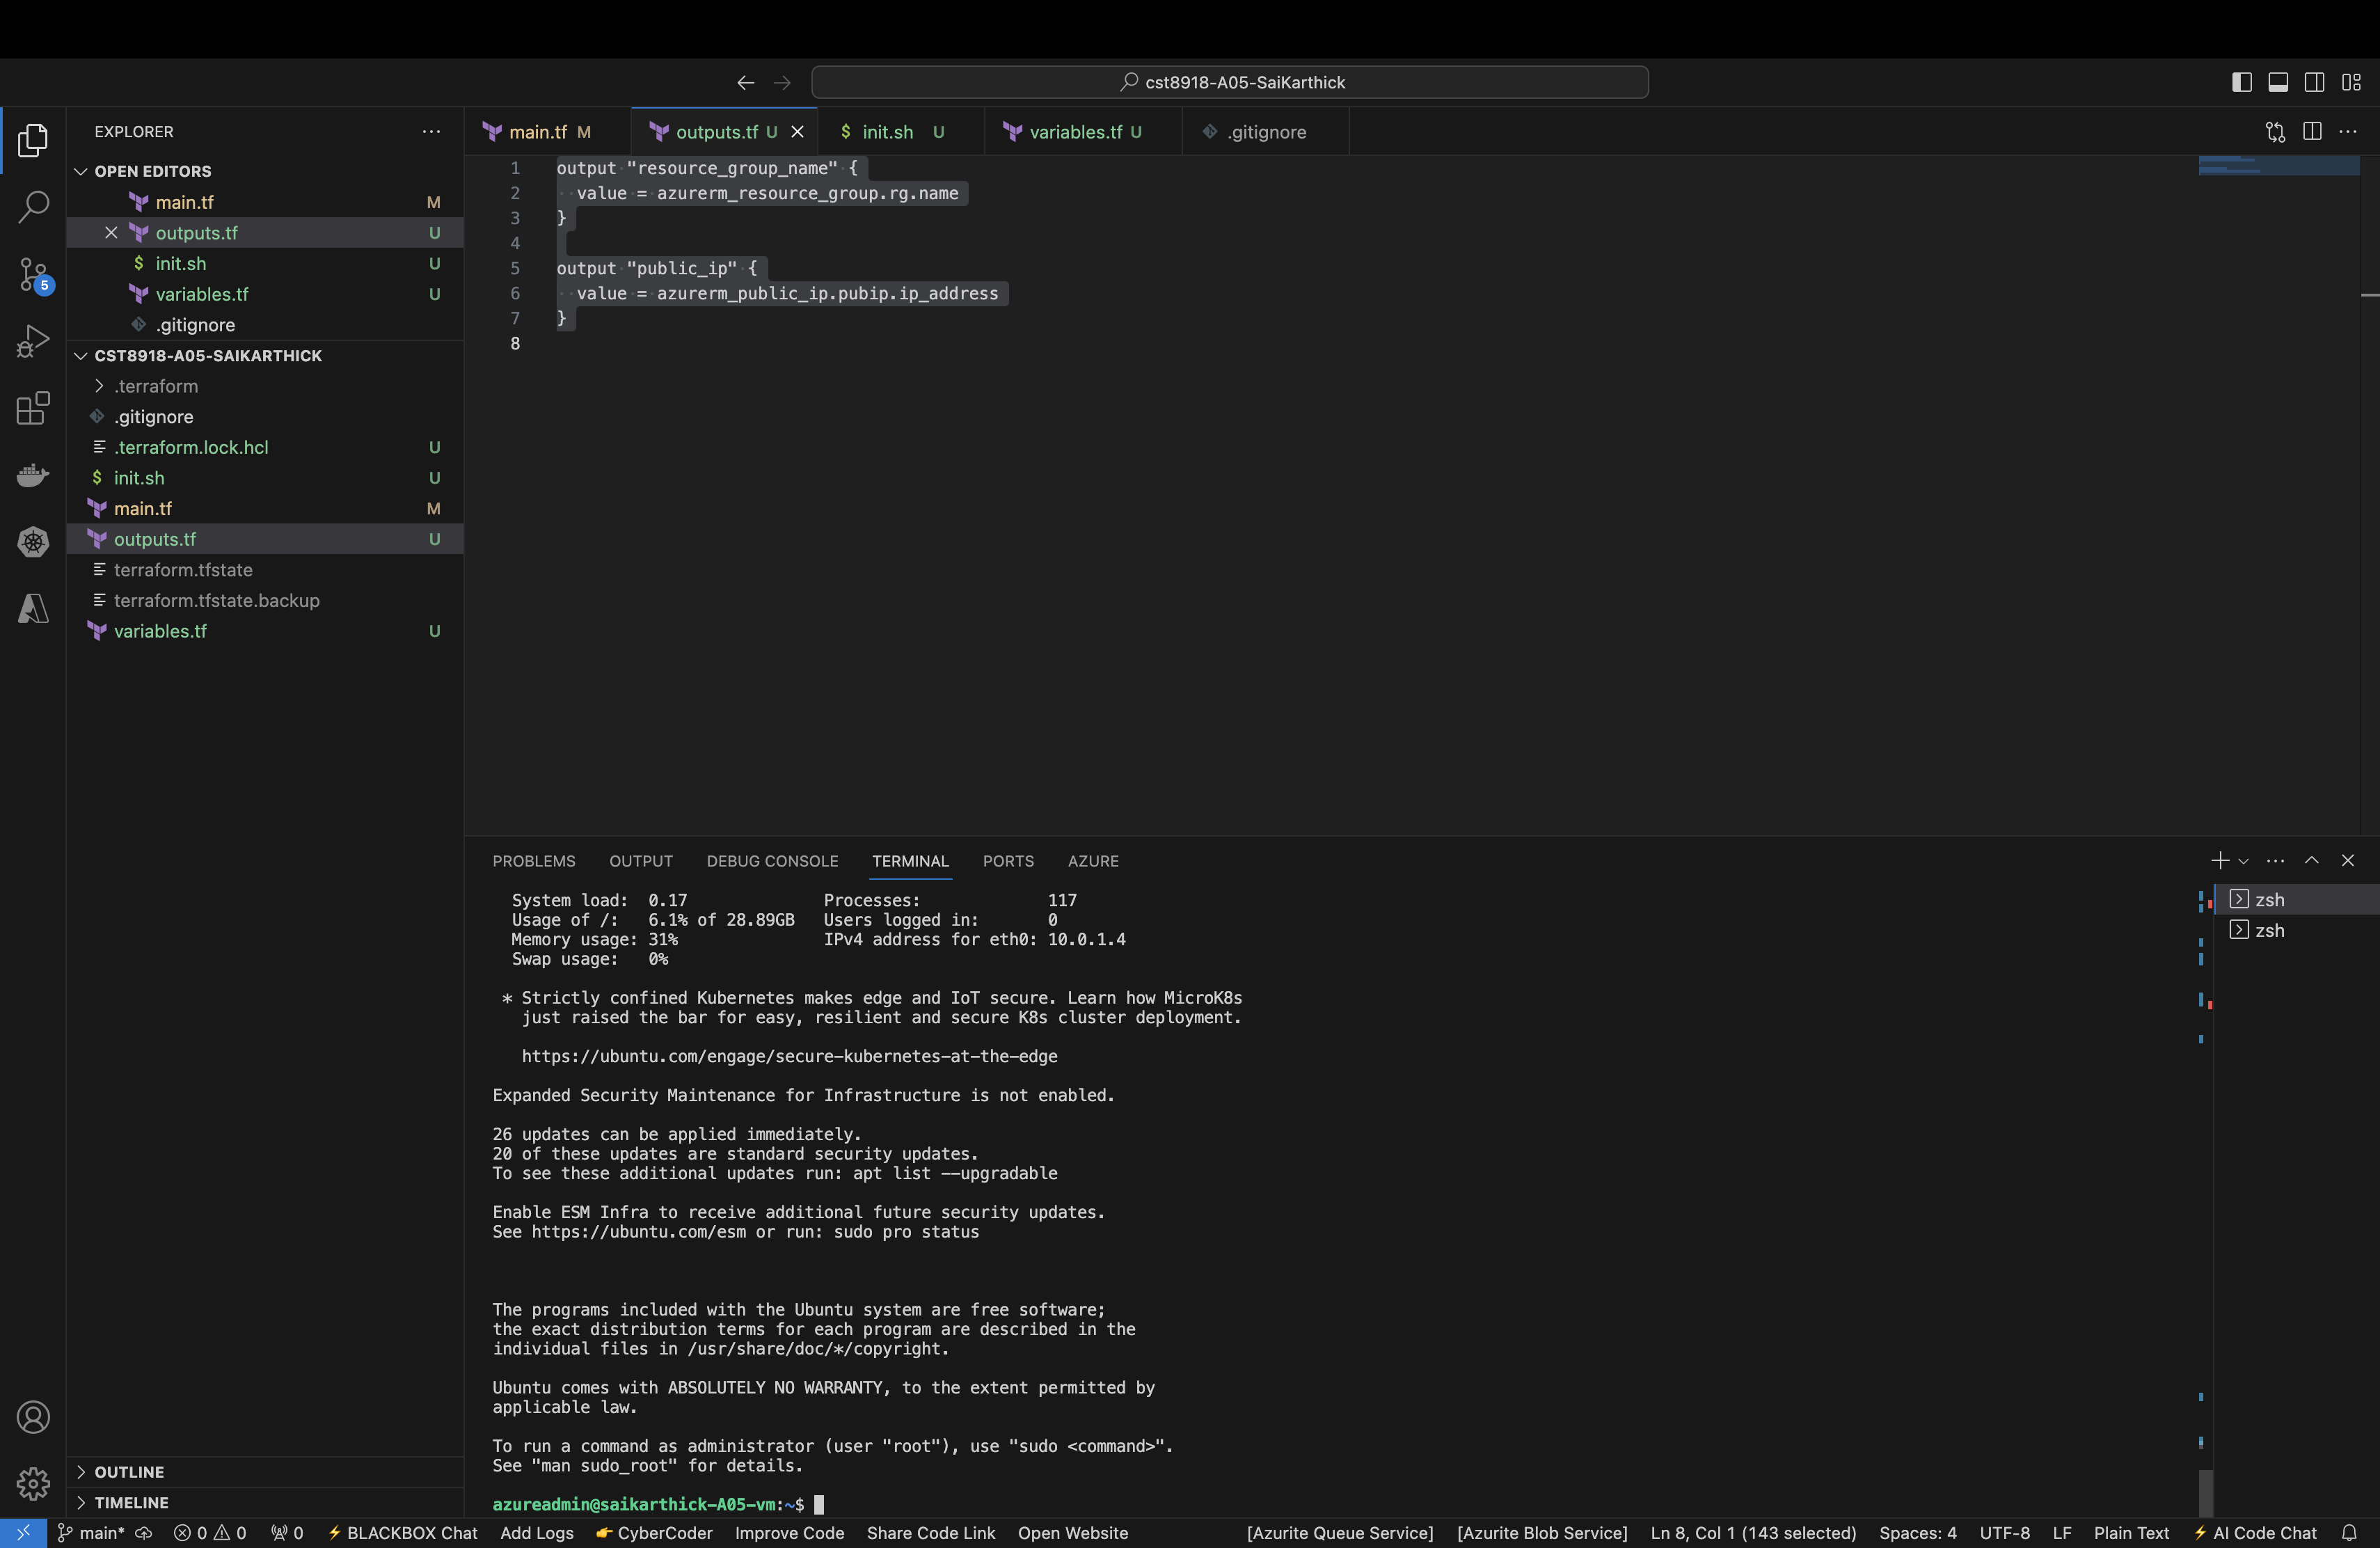 cst8918-A05-SaiKarthick
EXPLORER
OPEN EDITORS
main.tf M
outputs.tf U
init.sh U
variables.tf U
.gitignore
CST8918-A05-SAIKARTHICK
.terraform
.gitignore
.terraform.lock.hcl U
$ init.sh U
main.tf M
outputs.tf U
terraform.tfstate
terraform.tfstate.backup
variables.tf U
OUTLINE
TIMELINE
5
main.tf M outputs.tf U $ init.sh U variables.tf U .gitignore
1 output "resource_group_name" {
2 value = azurerm_resource_group.rg.name
3 }
4
5 output "public_ip" {
6 value = azurerm_public_ip.pubip.ip_address
7 }
8
PROBLEMS OUTPUT DEBUG CONSOLE TERMINAL PORTS AZURE
System load: 0.17 Processes: 117
Usage of /: 6.1% of 28.89GB Users logged in: 0
Memory usage: 31% IPv4 address for eth0: 10.0.1.4
Swap usage: 0%
* Strictly confined Kubernetes makes edge and IoT secure. Learn how MicroK8s
just raised the bar for easy, resilient and secure K8s cluster deployment.
https://ubuntu.com/engage/secure-kubernetes-at-the-edge
Expanded Security Maintenance for Infrastructure is not enabled.
26 updates can be applied immediately.
20 of these updates are standard security updates.
To see these additional updates run: apt list --upgradable
Enable ESM Infra to receive additional future security updates.
See https://ubuntu.com/esm or run: sudo pro status
The programs included with the Ubuntu system are free software;
the exact distribution terms for each program are described in the
individual files in /usr/share/doc/*/copyright.
Ubuntu comes with ABSOLUTELY NO WARRANTY, to the extent permitted by
applicable law.
To run a command as administrator (user "root"), use "sudo <command>".
See "man sudo_root" for details.
azureadmin@saikarthick-A05-vm:~$
zsh
zsh
main* 0 0 0 BLACKBOX Chat Add Logs CyberCoder Improve Code Share Code Link Open Website [Azurite Queue Service] [Azurite Blob Service] Ln 8, Col 1 (143 selected) Spaces: 4 UTF-8 LF Plain Text AI Code Chat